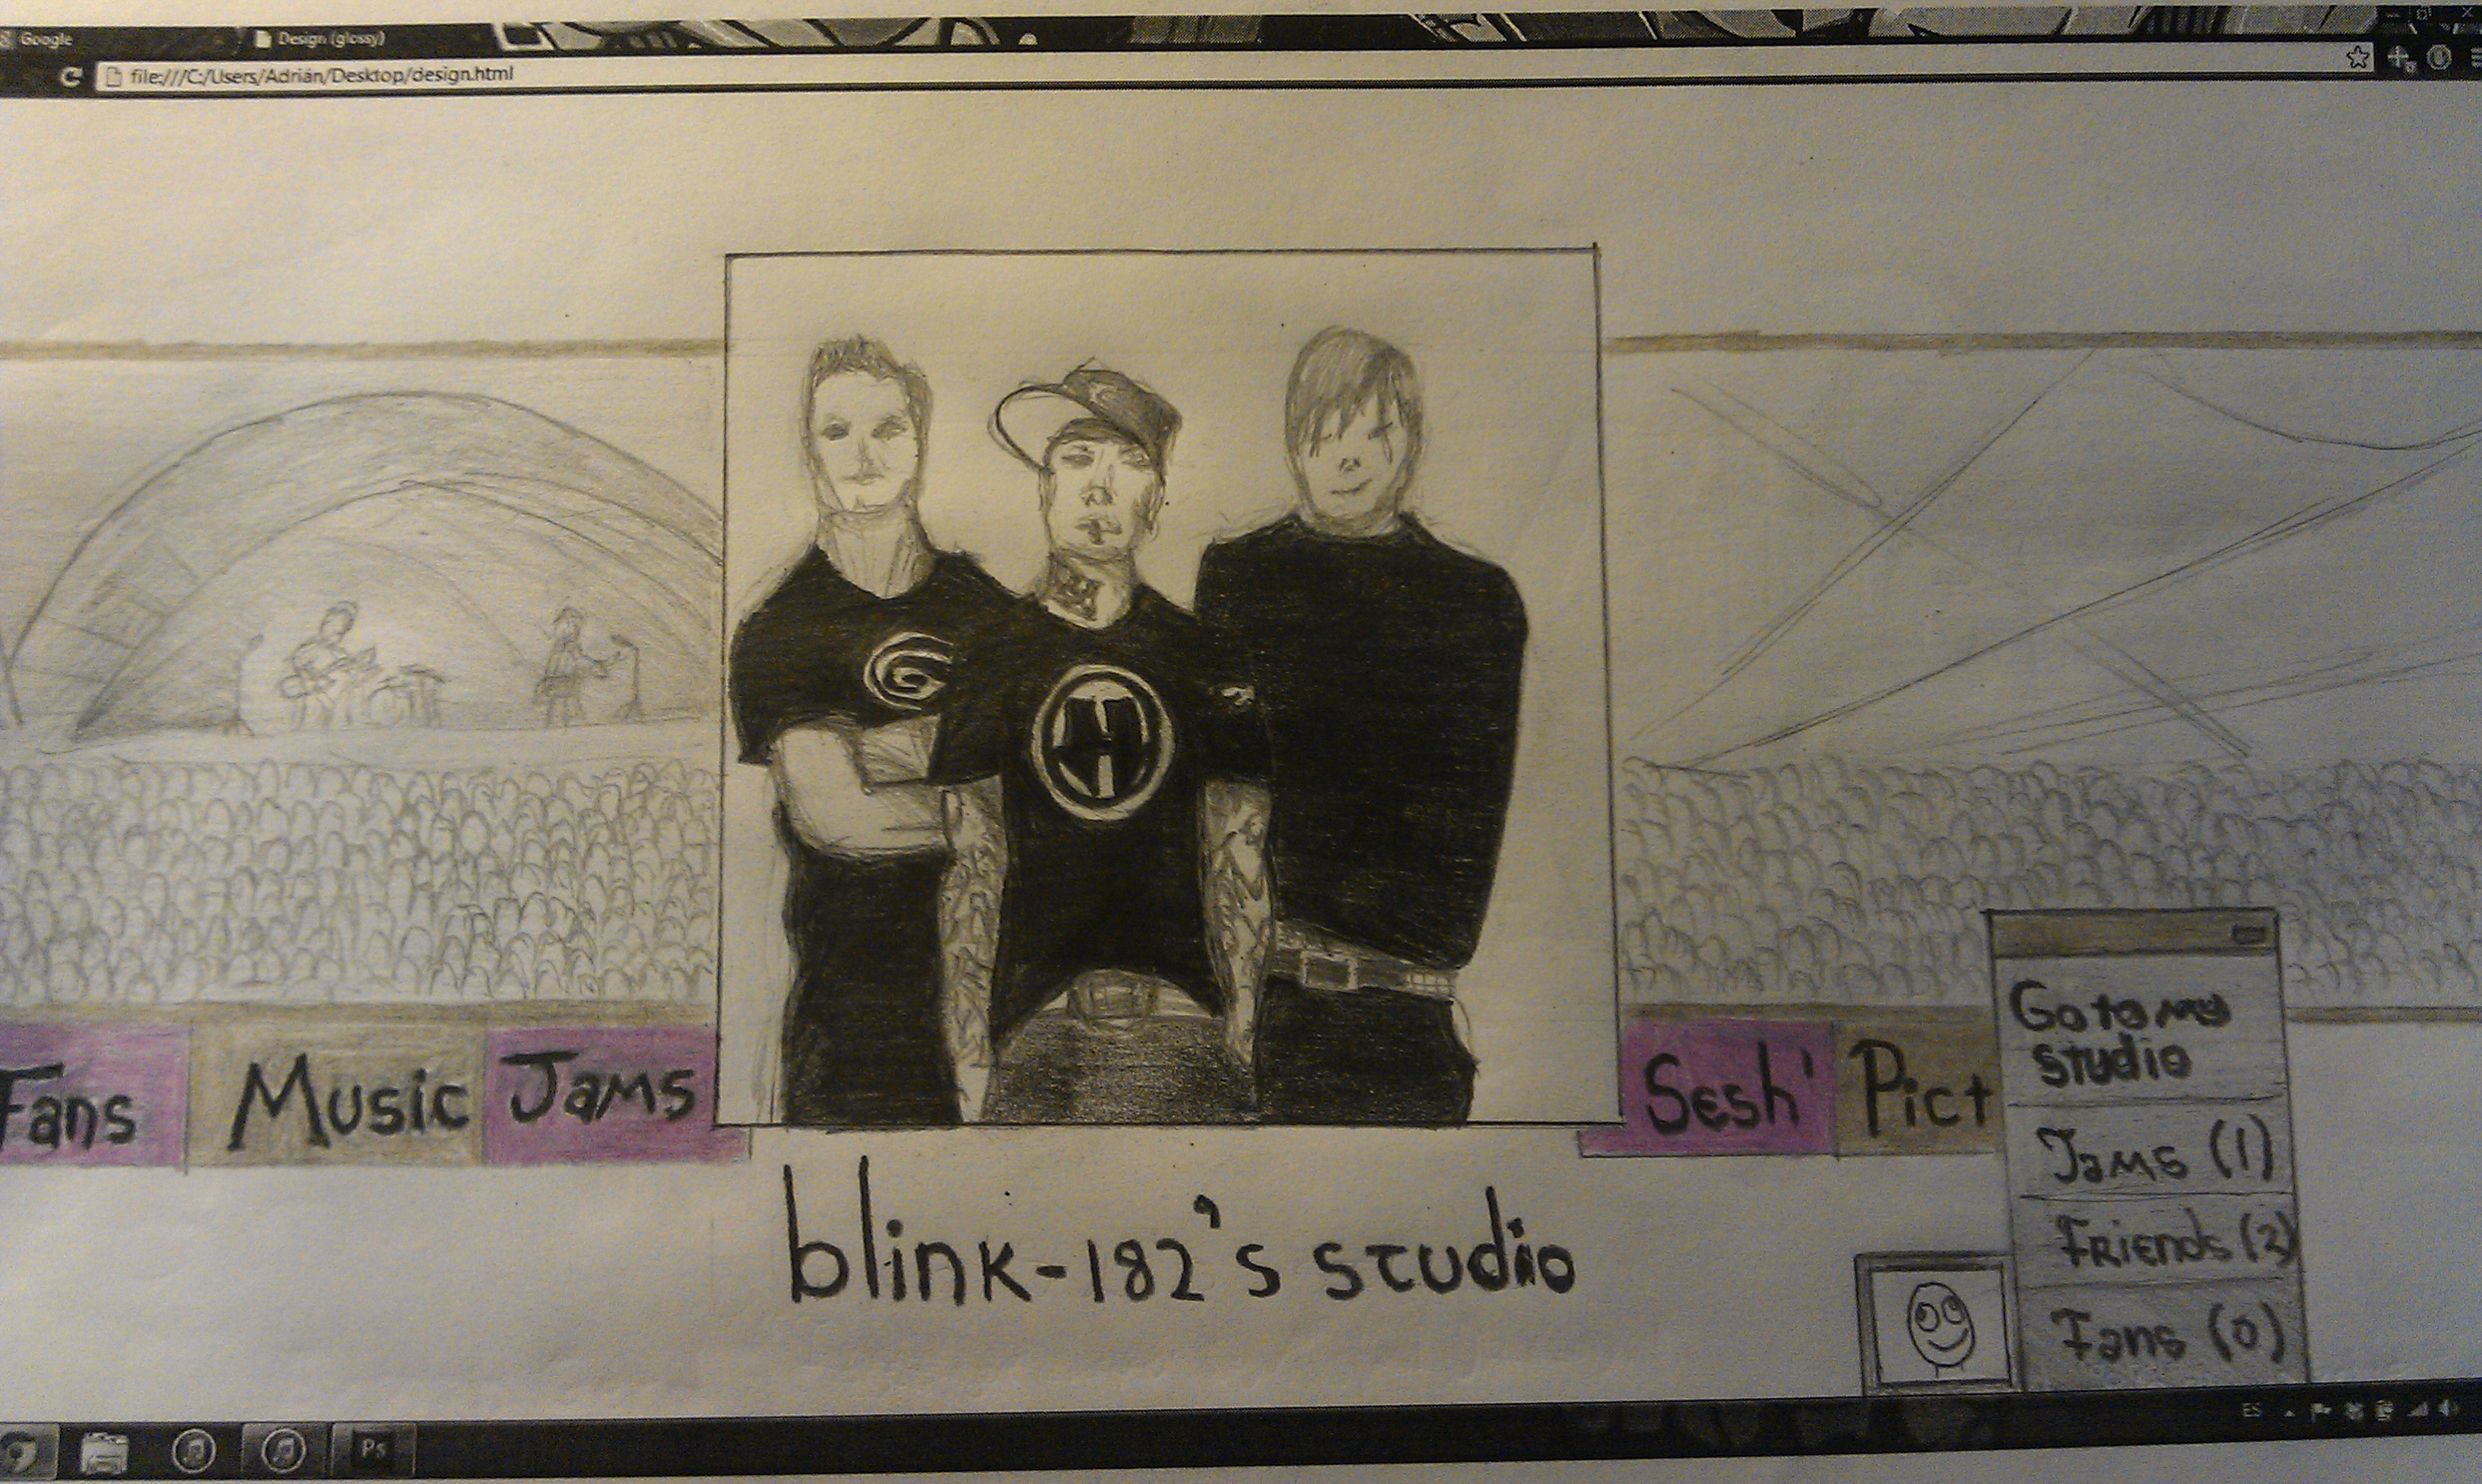 Google
Design (glossy)
file:///C:/Users/Adrián/Desktop/design.html
H
Fans
Music
Jams
Sesh'
Pict
Go to my
studio
Jams (1)
Friends (2)
Fans (0)
blink-182's studio
Ps
ES